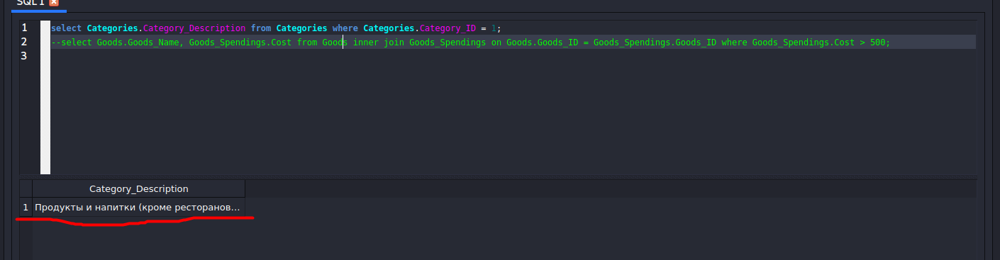 SQL 1
1 select Categories.Category_Description from Categories where Categories.Category_ID = 1;
2 --select Goods.Goods_Name, Goods_Spendings.Cost from Goods inner join Goods_Spendings on Goods.Goods_ID = Goods_Spendings.Goods_ID where Goods_Spendings.Cost > 500;
3
Category_Description
1 Продукты и напитки (кроме ресторанов...